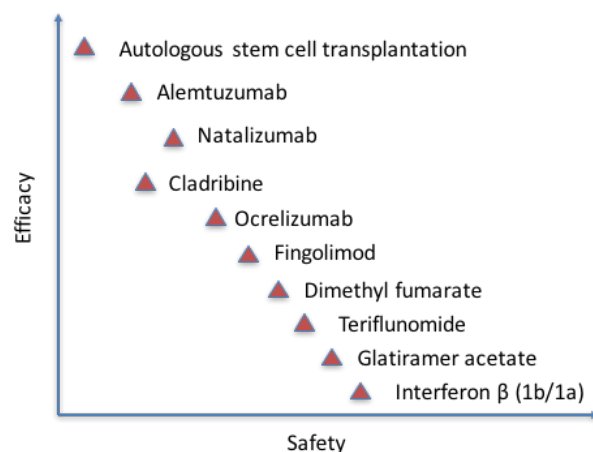 Autologous stem cell transplantation
Alemtuzumab
Natalizumab
Cladribine
Ocrelizumab
Fingolimod
Dimethyl fumarate
Teriflunomide
Glatiramer acetate
Interferon β (1b/1a)
Efficacy
Safety